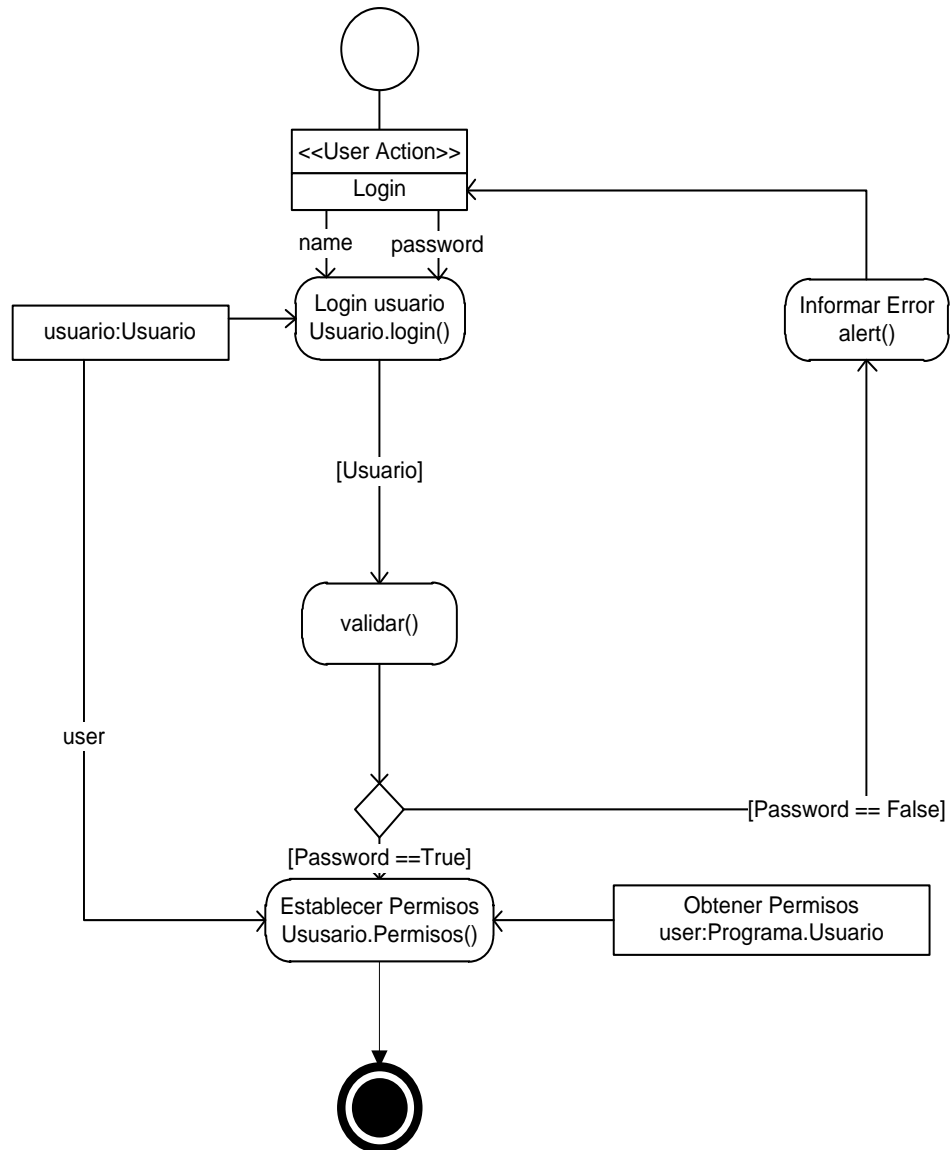 <<User Action>>
Login
name
password
Login usuario
Usuario.login()
usuario:Usuario
Informar Error
alert()
[Usuario]
validar()
user
[Password == False]
[Password ==True]
Establecer Permisos
Ususario.Permisos()
Obtener Permisos
user:Programa.Usuario